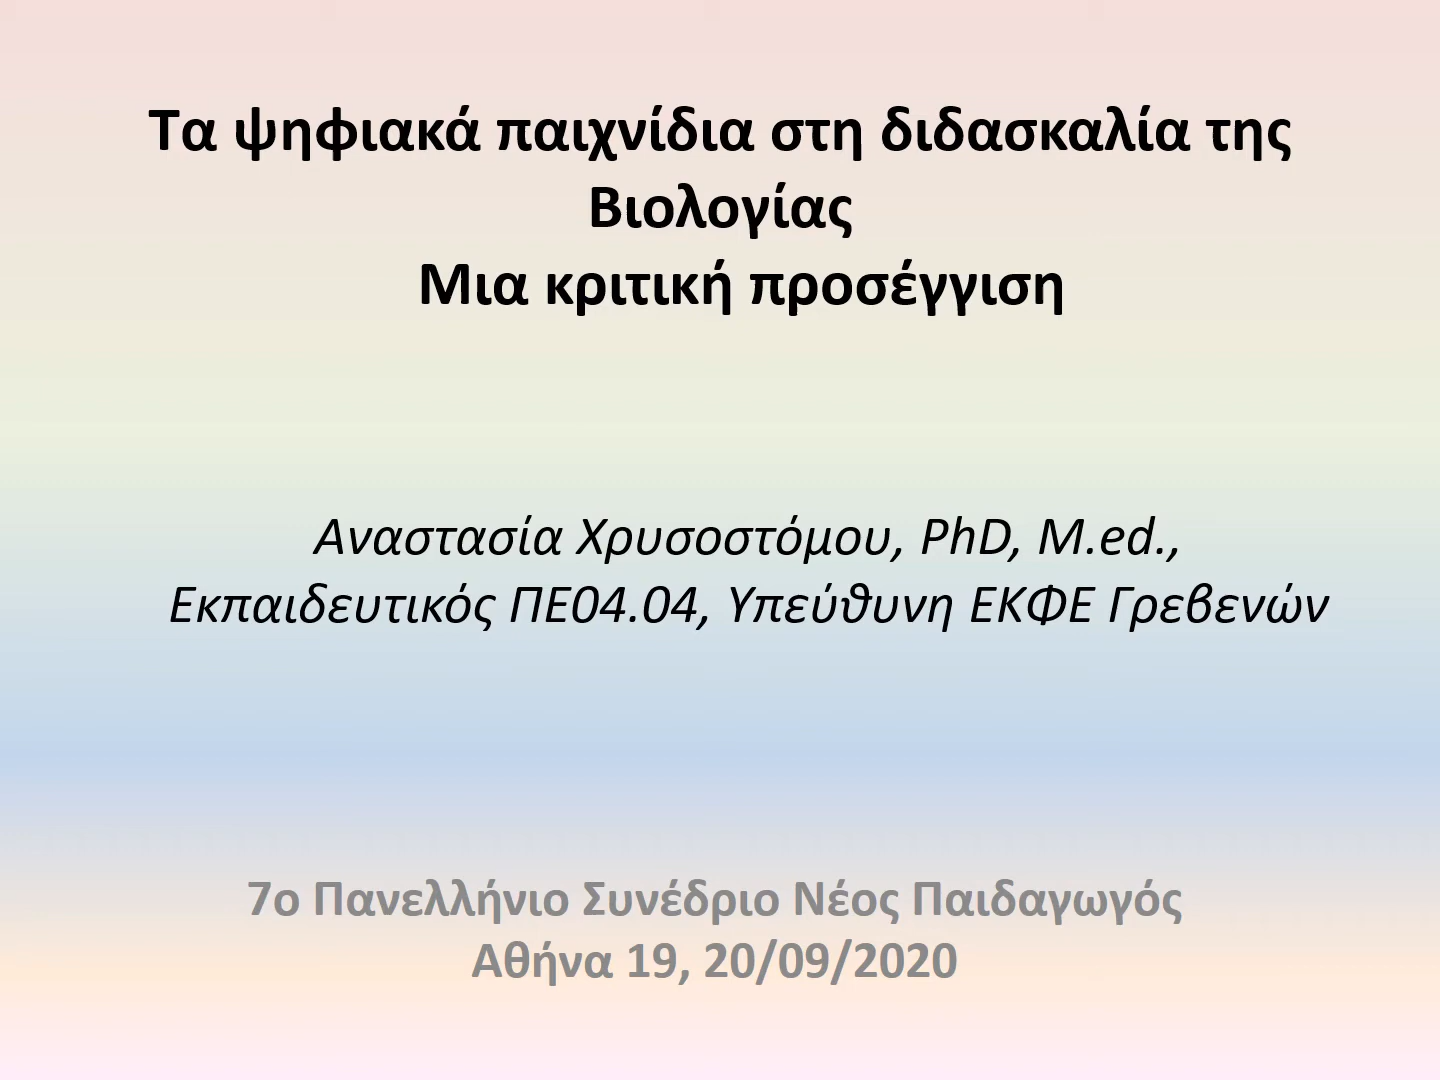 Τα ψηφιακά παιχνίδια στη διδασκαλία της
Βιολογίας
Μια κριτική προσέγγιση
Αναστασία Χρυσοστόμου, PhD, M.ed.,
Εκπαιδευτικός ΠΕ04.04, Υπεύθυνη ΕΚΦΕ Γρεβενών
7ο Πανελλήνιο Συνέδριο Νέος Παιδαγωγός
Αθήνα 19, 20/09/2020